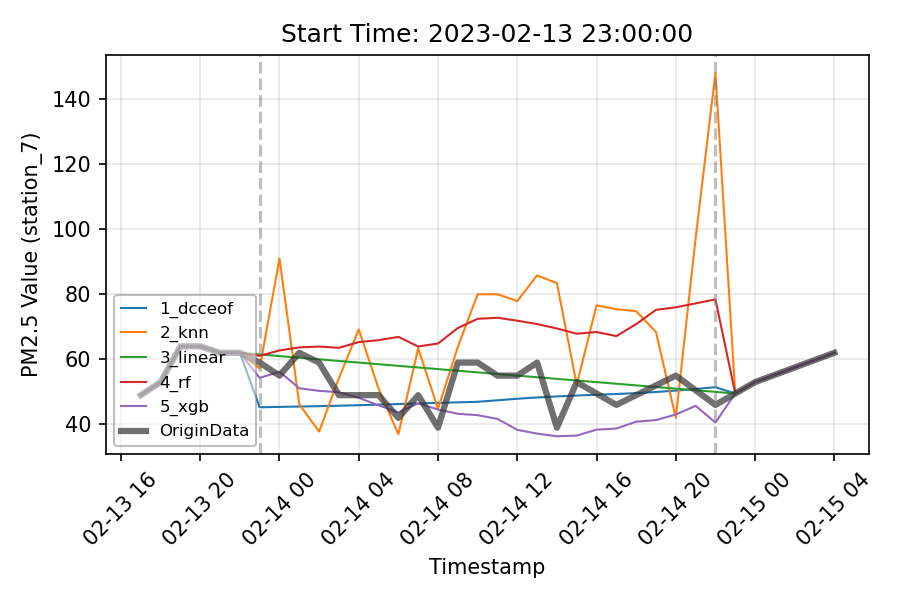 Start Time: 2023-02-13 23:00:00
PM2.5 Value (station_7)
140
120
100
80
60
40
1_dcceof
2_knn
3_linear
4_rf
5_xgb
OriginData
02-13 16
02-13 20
02-14 00
02-14 04
02-14 08
02-14 12
02-14 16
02-14 20
02-15 00
02-15 04
Timestamp